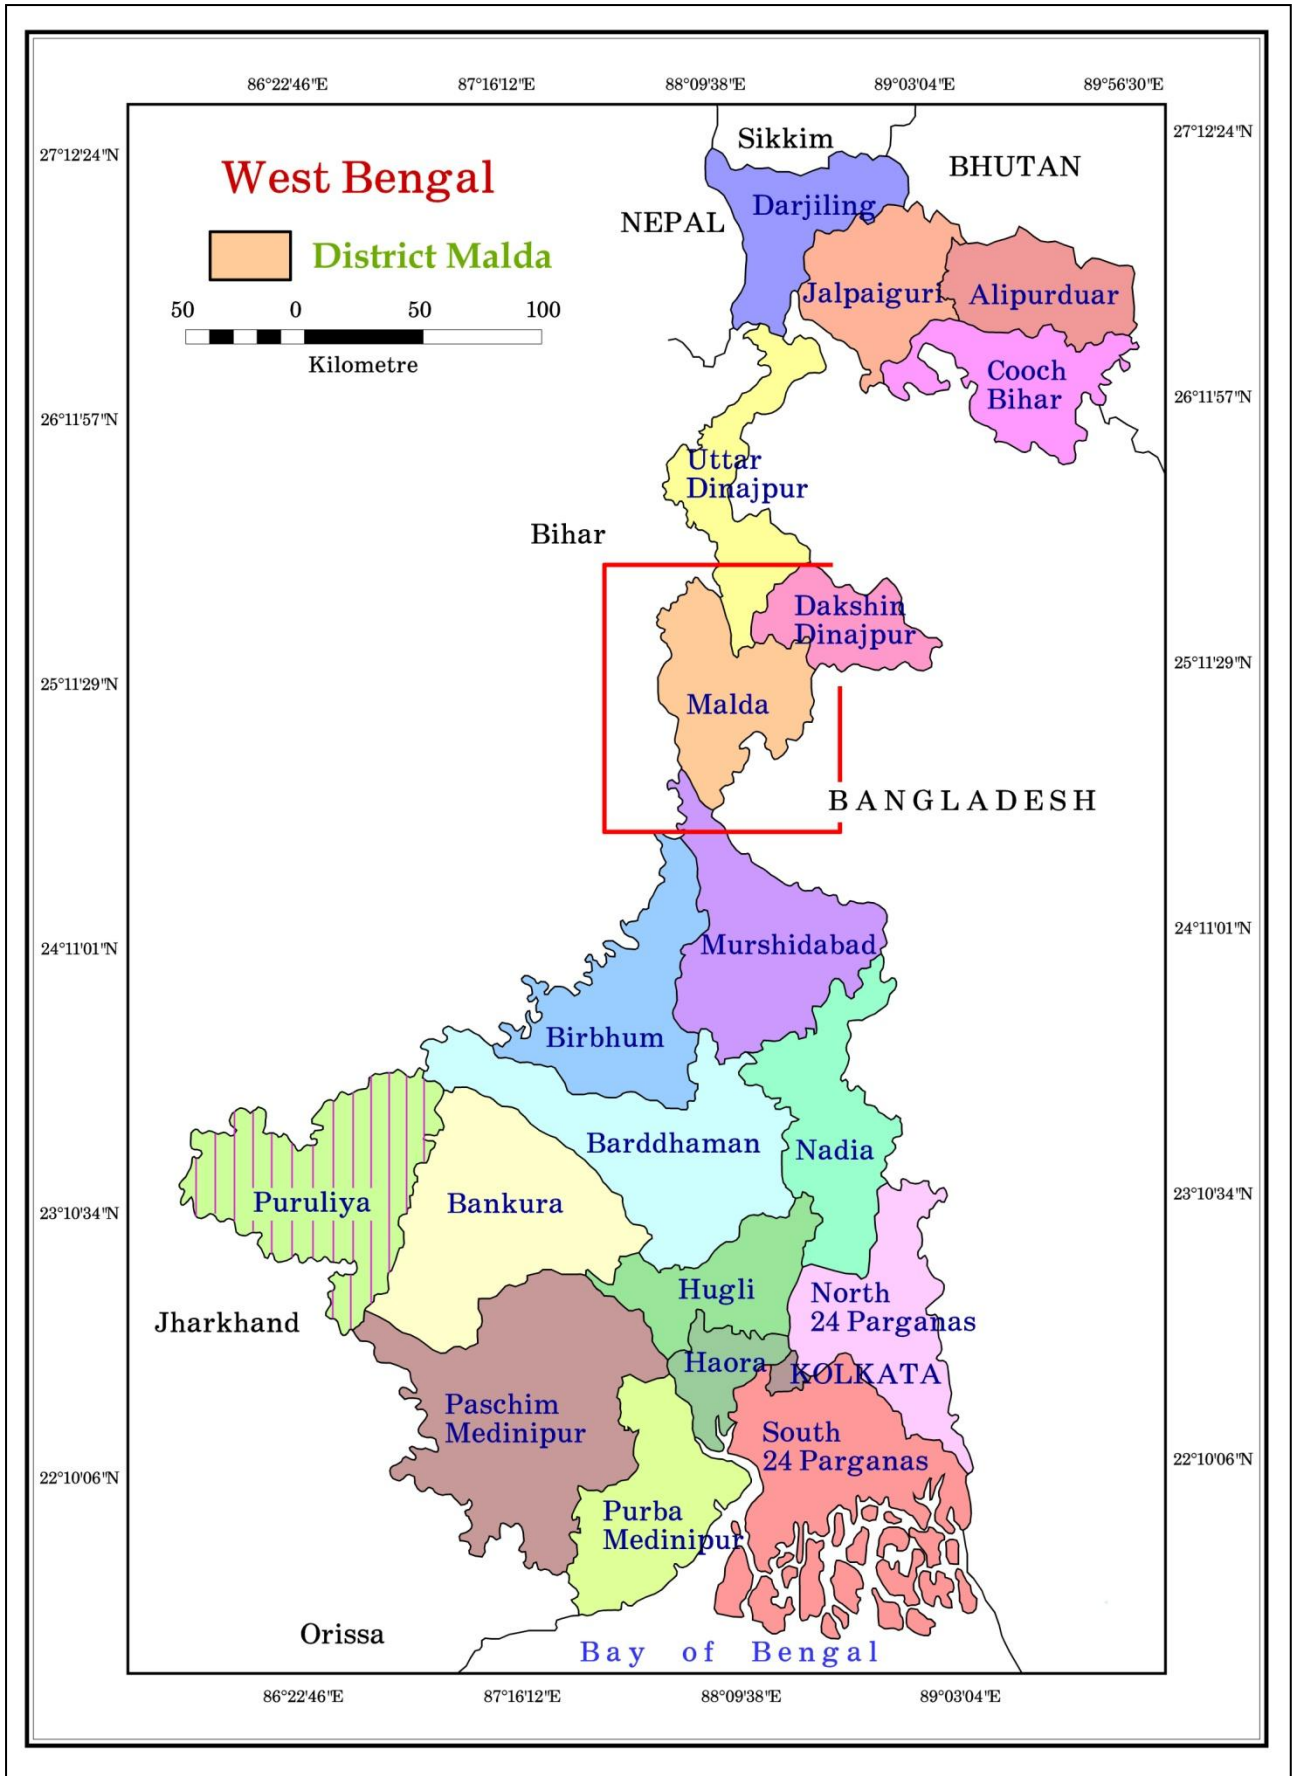 86°22'46"E 87°16'12"E 88°09'38"E 89°03'04"E 89°56'30"E
27°12'24"N
27°12'24"N
West Bengal
District Malda
50 0 50 100
Kilometre
Sikkim
BHUTAN
NEPAL
Darjiling
Jalpaiguri
Alipurduar
Cooch
Bihar
26°11'57"N
26°11'57"N
Uttar
Dinajpur
Bihar
Dakshin
Dinajpur
25°11'29"N
25°11'29"N
Malda
BANGLADESH
24°11'01"N
24°11'01"N
Murshidabad
Birbhum
Barddhaman
Nadia
Puruliya
Bankura
23°10'34"N
23°10'34"N
Hugli
North
24 Parganas
Jharkhand
Haora
KOLKATA
Paschim
Medinipur
South
24 Parganas
22°10'06"N
22°10'06"N
Purba
Medinipur
Orissa
Bay of Bengal
86°22'46"E 87°16'12"E 88°09'38"E 89°03'04"E